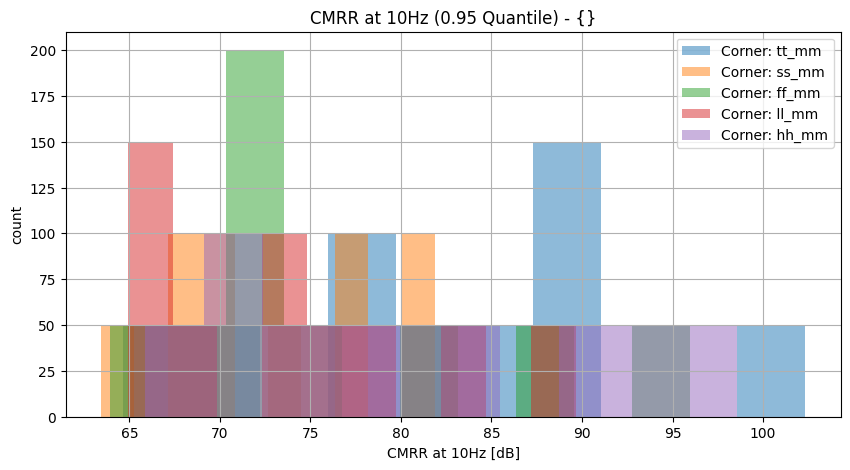 CMRR at 10Hz (0.95 Quantile) - {}
count
200
175
150
125
100
75
50
25
0
Corner: tt_mm
Corner: ss_mm
Corner: ff_mm
Corner: ll_mm
Corner: hh_mm
65 70 75 80 85 90 95 100
CMRR at 10Hz [dB]